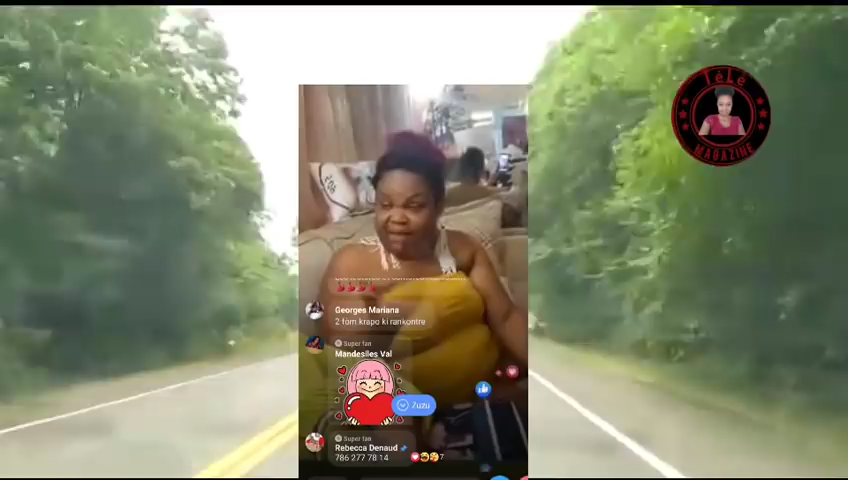 TéLé
MAGAZINE
Georges Mariana
2 fòm krapo ki rankontre
Super fan
Mandesiles Val
Zuzu
Super fan
Rebecca Denaud
786 277 78 14
7